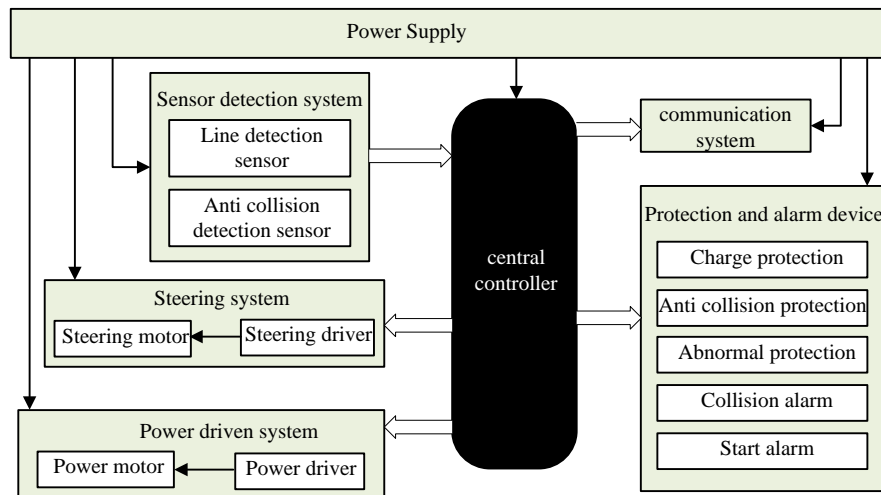 Power Supply
Sensor detection system
Line detection
sensor
Anti collision
detection sensor
communication
system
central
controller
Protection and alarm device
Charge protection
Anti collision protection
Abnormal protection
Collision alarm
Start alarm
Steering system
Steering motor
Steering driver
Power driven system
Power motor
Power driver